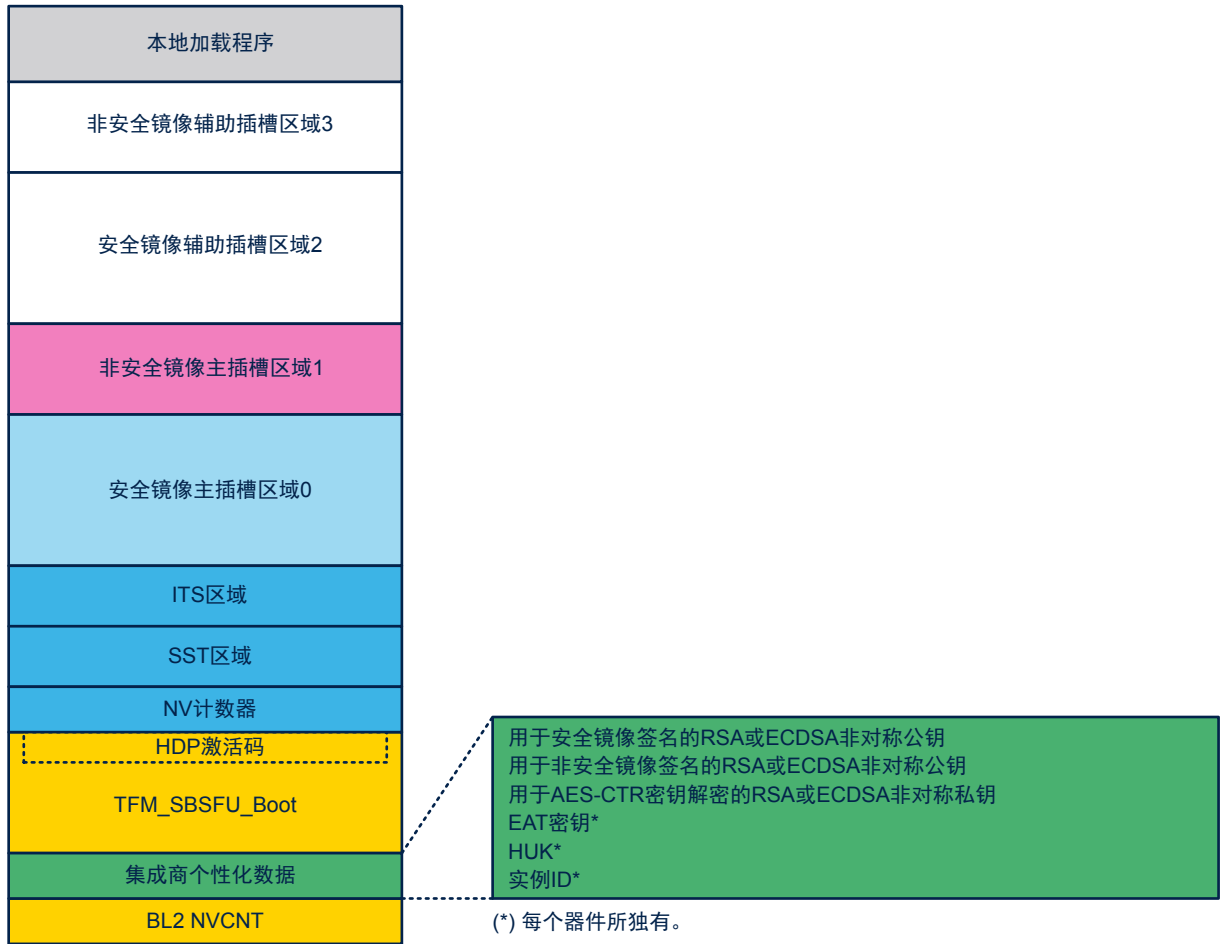 本地加载程序
非安全镜像辅助插槽区域3
安全镜像辅助插槽区域2
非安全镜像主插槽区域1
安全镜像主插槽区域0
ITS区域
SST区域
NV计数器
HDP激活码
TFM_SBSFU_Boot
集成商个性化数据
BL2 NVCNT
用于安全镜像签名的RSA或ECDSA非对称公钥
用于非安全镜像签名的RSA或ECDSA非对称公钥
用于AES-CTR密钥解密的RSA或ECDSA非对称私钥
EAT密钥*
HUK*
实例ID*
(*) 每个器件所独有。